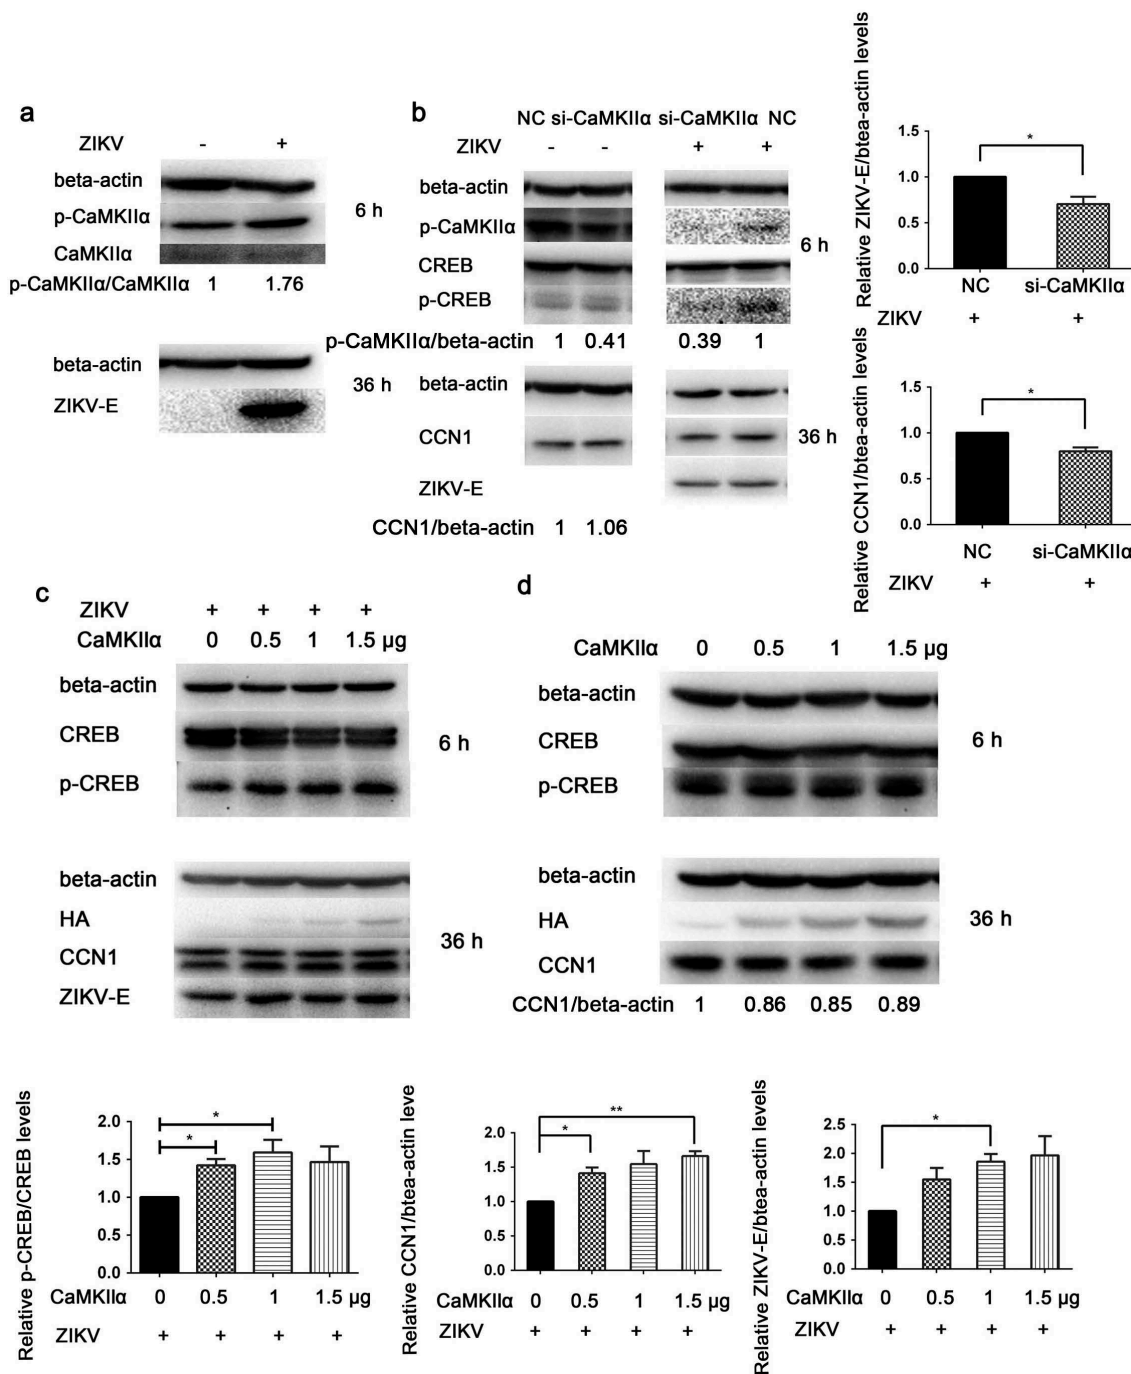 a
ZIKV - +
beta-actin
p-CaMKIIα
6 h
CaMKIIα
p-CaMKIIα/CaMKIIα 1 1.76
beta-actin
36 h
ZIKV-E
b
NC si-CaMKIIα si-CaMKIIα NC
ZIKV - - + +
beta-actin
p-CaMKIIα
6 h
CREB
p-CREB
p-CaMKIIα/beta-actin 1 0.41 0.39 1
beta-actin
CCN1
36 h
ZIKV-E
CCN1/beta-actin 1 1.06
Relative ZIKV-E/btea-actin levels
1.5
1.0
0.5
0.0
*
NC si-CaMKIIα
ZIKV + +
Relative CCN1/btea-actin levels
1.5
1.0
0.5
0.0
*
NC si-CaMKIIα
ZIKV + +
c
ZIKV + + + +
CaMKIIα 0 0.5 1 1.5 μg
beta-actin
CREB
6 h
p-CREB
beta-actin
HA
36 h
CCN1
ZIKV-E
d
CaMKIIα 0 0.5 1 1.5 μg
beta-actin
CREB
6 h
p-CREB
beta-actin
HA
36 h
CCN1
CCN1/beta-actin 1 0.86 0.85 0.89
Relative p-CREB/CREB levels
2.0
1.5
1.0
0.5
0.0
*
*
CaMKIIα 0 0.5 1 1.5 μg
ZIKV + + + +
Relative CCN1/btea-actin leve
2.0
1.5
1.0
0.5
0.0
**
*
CaMKIIα 0 0.5 1 1.5 μg
ZIKV + + + +
Relative ZIKV-E/btea-actin levels
2.5
2.0
1.5
1.0
0.5
0.0
*
CaMKIIα 0 0.5 1 1.5 μg
ZIKV + + + +